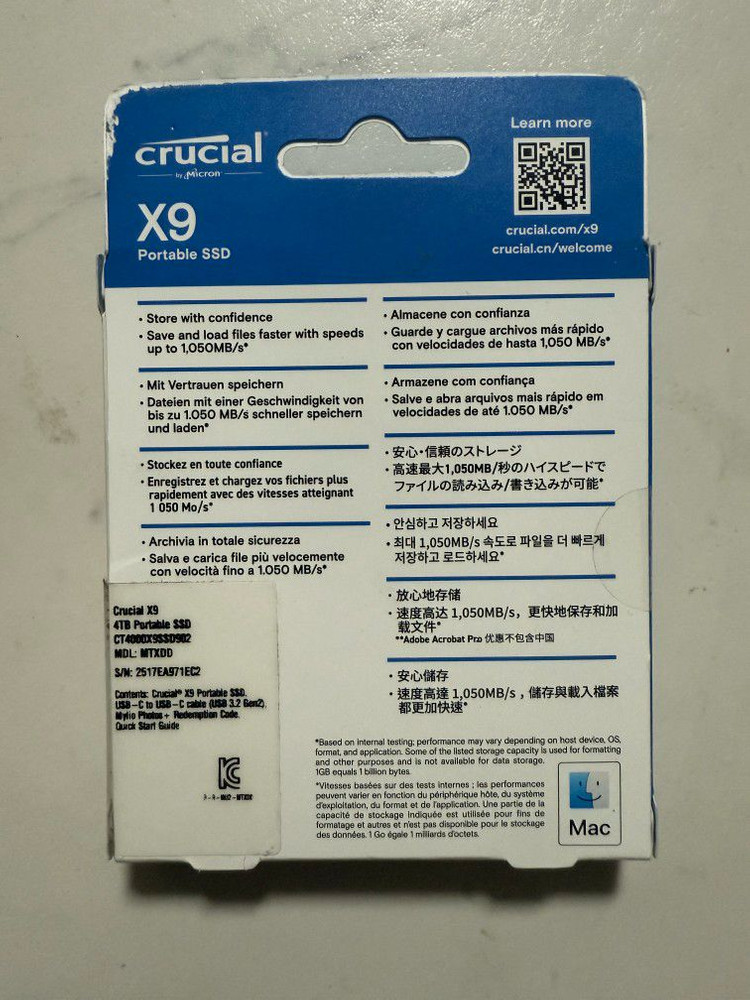 crucial
by Micron
X9
Portable SSD
Learn more
crucial.com/x9
crucial.cn/welcome
• Store with confidence
• Save and load files faster with speeds
up to 1,050MB/s*
• Mit Vertrauen speichern
• Dateien mit einer Geschwindigkeit von
bis zu 1.050 MB/s schneller speichern
und laden*
• Stockez en toute confiance
• Enregistrez et chargez vos fichiers plus
rapidement avec des vitesses atteignant
1 050 Mo/s*
• Archivia in totale sicurezza
• Salva e carica file più velocemente
con velocità fino a 1.050 MB/s*
• Almacene con confianza
• Guarde y cargue archivos más rápido
con velocidades de hasta 1,050 MB/s*
• Armazene com confiança
• Salve e abra arquivos mais rápido em
velocidades de até 1.050 MB/s*
• 安心・信頼のストレージ
• 高速最大1,050MB/秒のハイスピードで
ファイルの読み込み/書き込みが可能*
• 안심하고 저장하세요
• 최대 1,050MB/s 속도로 파일을 더 빠르게
저장하고 로드하세요*
• 放心地存储
• 速度高达 1,050MB/s，更快地保存和加
载文件*
**Adobe Acrobat Pro 优惠不包含中国
• 安心儲存
• 速度高達 1,050MB/s，儲存與載入檔案
都更加快速*
Crucial X9
4TB Portable SSD
CT4000X9SSD902
MDL: MTXDD
S/N: 2517EA971EC2
Contents: Crucial® X9 Portable SSD,
USB-C to USB-C cable (USB 3.2 Gen2),
Mylio Photos+ Redemption Code,
Quick Start Guide
*Based on internal testing; performance may vary depending on host device, OS,
format, and application. Some of the listed storage capacity is used for formatting
and other purposes and is not available for data storage.
1GB equals 1 billion bytes.
*Vitesses basées sur des tests internes ; les performances
peuvent varier en fonction du périphérique hôte, du système
d'exploitation, du format et de l'application. Une partie de la
capacité de stockage indiquée est utilisée pour fins de
formatage et autres et n'est pas disponible pour le stockage
des données. 1 Go égale 1 milliards d'octets.
Mac